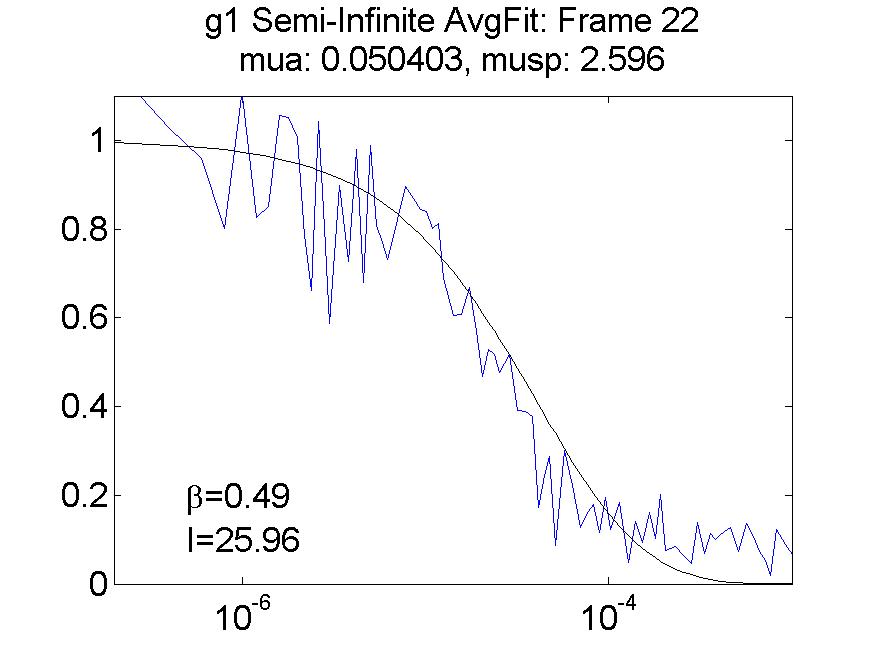 g1 Semi-Infinite AvgFit: Frame 22
mua: 0.050403, musp: 2.596
1
0.8
0.6
0.4
0.2
0
β=0.49
I=25.96
10^-6
10^-4